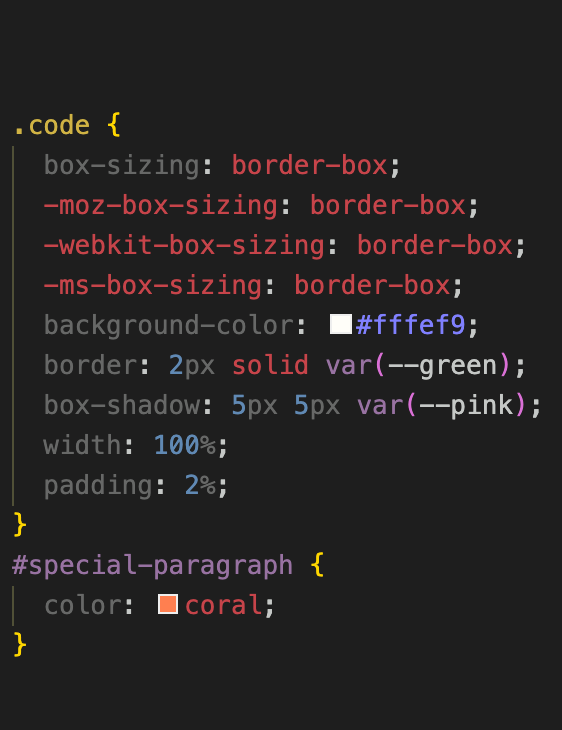 .code {
  box-sizing: border-box;
  -moz-box-sizing: border-box;
  -webkit-box-sizing: border-box;
  -ms-box-sizing: border-box;
  background-color: #fffef9;
  border: 2px solid var(--green);
  box-shadow: 5px 5px var(--pink);
  width: 100%;
  padding: 2%;
}
#special-paragraph {
  color: coral;
}